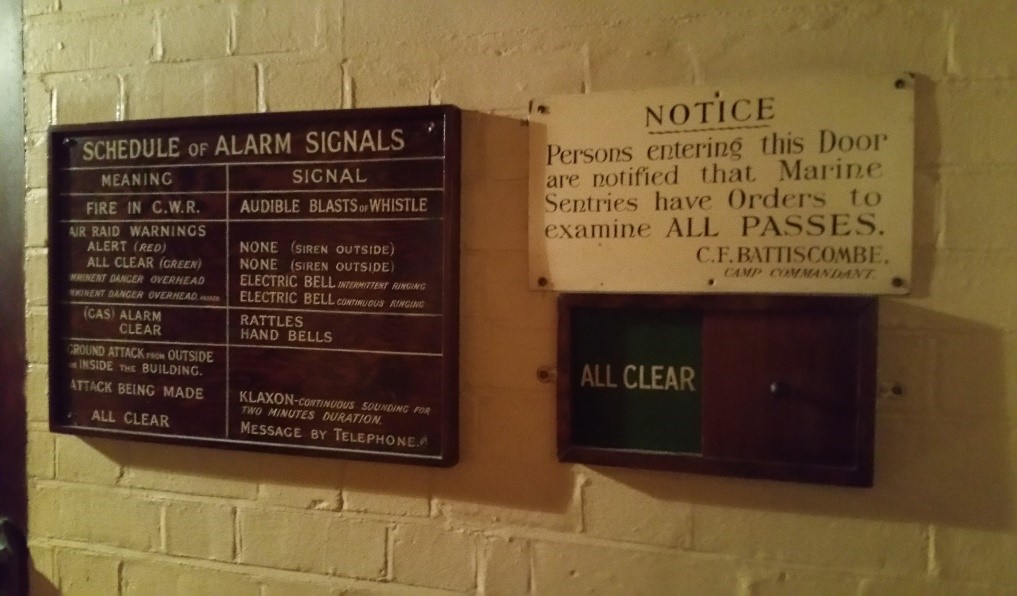 SCHEDULE OF ALARM SIGNALS
MEANING SIGNAL
FIRE IN C.W.R. AUDIBLE BLASTS OF WHISTLE
AIR RAID WARNINGS
ALERT (RED) NONE (SIREN OUTSIDE)
ALL CLEAR (GREEN) NONE (SIREN OUTSIDE)
IMMINENT DANGER OVERHEAD ELECTRIC BELL INTERMITTENT RINGING
IMMINENT DANGER OVERHEAD, PASSED ELECTRIC BELL CONTINUOUS RINGING
(GAS) ALARM RATTLES
CLEAR HAND BELLS
GROUND ATTACK FROM OUTSIDE
OR INSIDE THE BUILDING.
ATTACK BEING MADE KLAXON-CONTINUOUS SOUNDING FOR
TWO MINUTES DURATION.
ALL CLEAR MESSAGE BY TELEPHONE.
NOTICE
Persons entering this Door
are notified that Marine
Sentries have Orders to
examine ALL PASSES.
C.F. BATTISCOMBE.
CAMP COMMANDANT.
ALL CLEAR